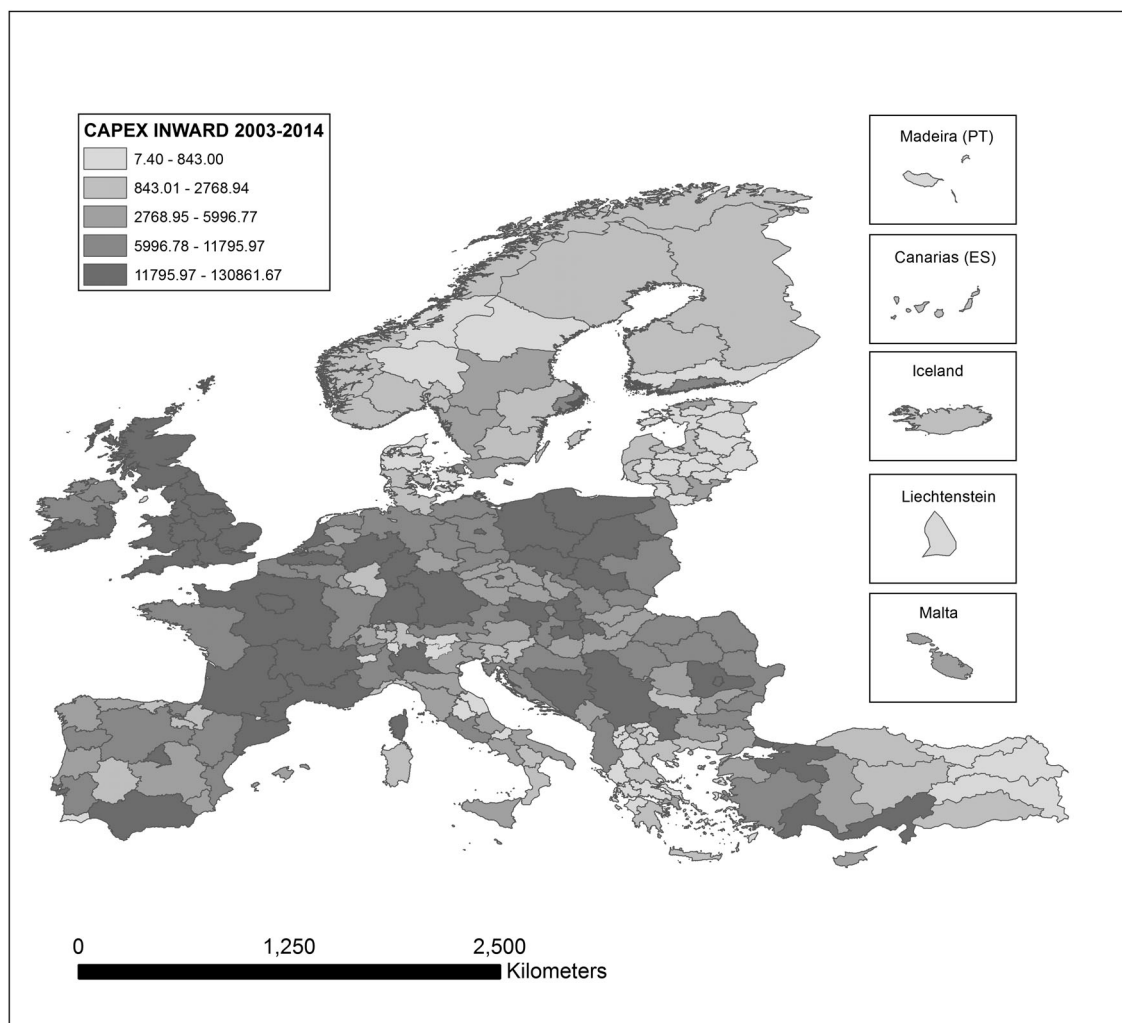 CAPEX INWARD 2003-2014
7.40 - 843.00
843.01 - 2768.94
2768.95 - 5996.77
5996.78 - 11795.97
11795.97 - 130861.67
Madeira (PT)
Canarias (ES)
Iceland
Liechtenstein
Malta
0 1,250 2,500
Kilometers